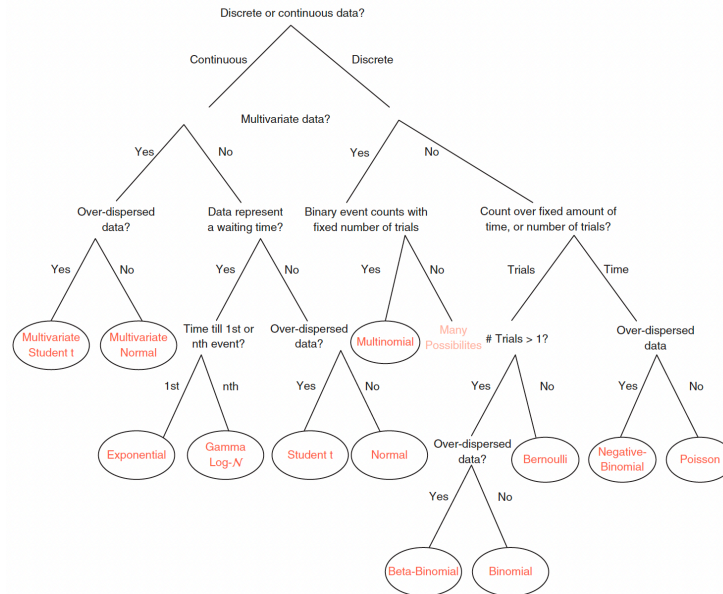 Discrete or continuous data?
Continuous
Discrete
Multivariate data?
Yes
No
Yes
No
Over-dispersed
data?
Data represent
a waiting time?
Binary event counts with
fixed number of trials
Count over fixed amount of
time, or number of trials?
Yes
No
Yes
No
Yes
No
Trials
Time
Multivariate
Student t
Multivariate
Normal
Time till 1st or
nth event?
Over-dispersed
data?
Multinomial
Many
Possibilites
# Trials > 1?
Over-dispersed
data
1st
nth
Yes
No
Yes
No
Yes
No
Exponential
Gamma
Log-N
Student t
Normal
Over-dispersed
data?
Bernoulli
Negative-
Binomial
Poisson
Yes
No
Beta-Binomial
Binomial